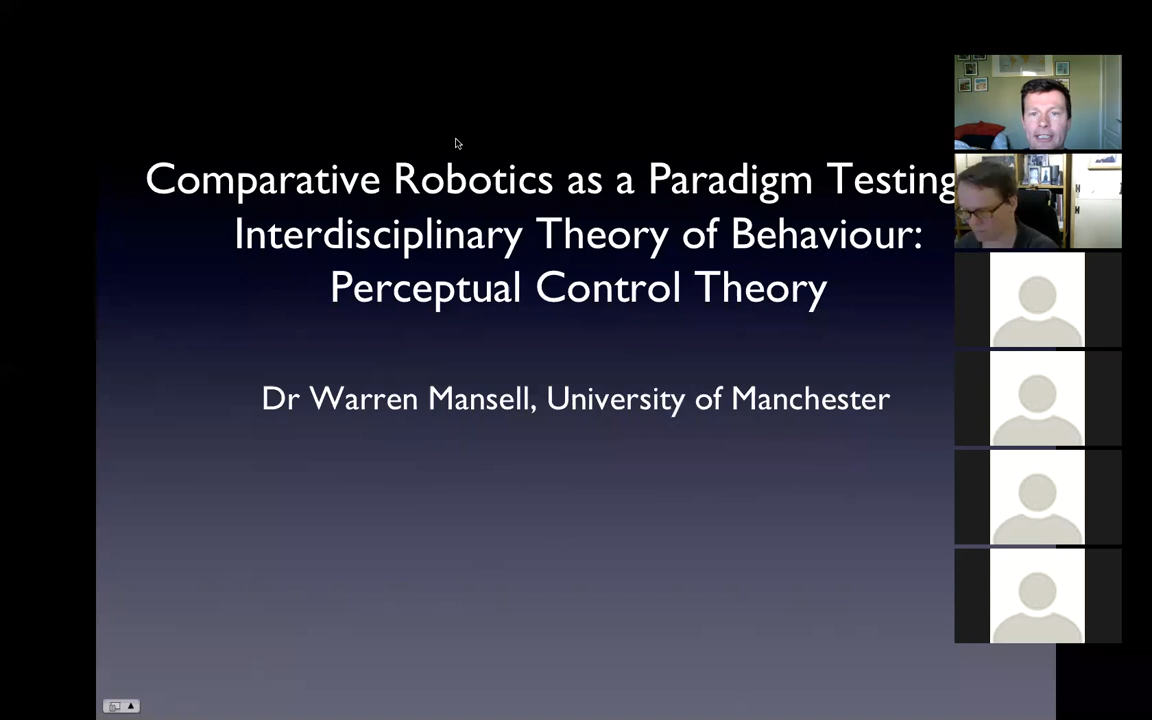 Comparative Robotics as a Paradigm Testing
Interdisciplinary Theory of Behaviour:
Perceptual Control Theory
Dr Warren Mansell, University of Manchester